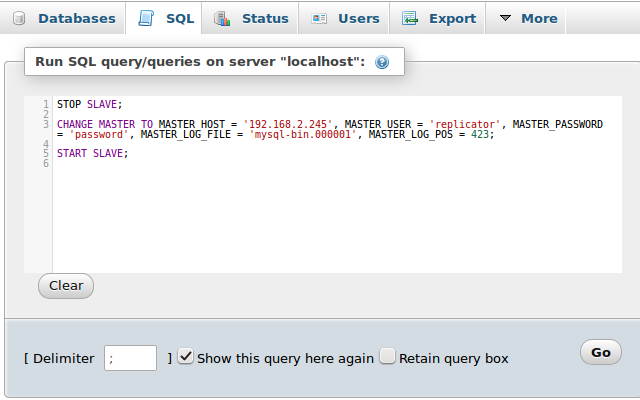 Databases SQL Status Users Export More
Run SQL query/queries on server "localhost":
1 STOP SLAVE;
2
3 CHANGE MASTER TO MASTER_HOST = '192.168.2.245', MASTER_USER = 'replicator', MASTER_PASSWORD
= 'password', MASTER_LOG_FILE = 'mysql-bin.000001', MASTER_LOG_POS = 423;
4
5 START SLAVE;
6
Clear
[ Delimiter ; ] Show this query here again Retain query box Go